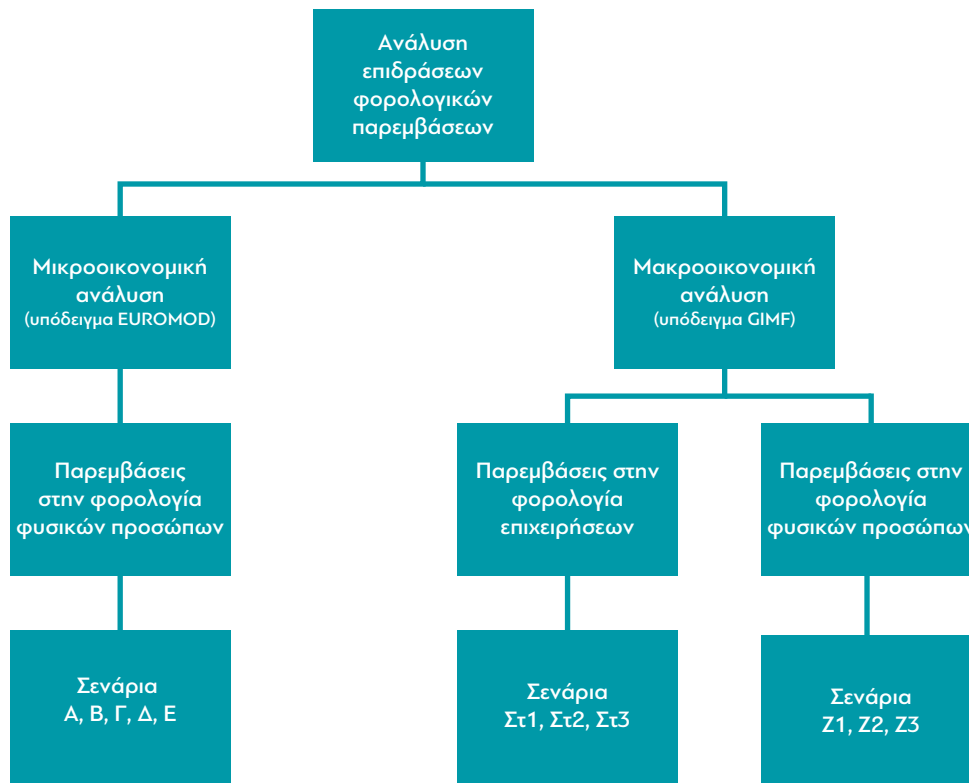 Ανάλυση
επιδράσεων
φορολογικών
παρεμβάσεων
Μικροοικονομική
ανάλυση
(υπόδειγμα EUROMOD)
Μακροοικονομική
ανάλυση
(υπόδειγμα GIMF)
Παρεμβάσεις
στην φορολογία
φυσικών προσώπων
Παρεμβάσεις στην
φορολογία
επιχειρήσεων
Παρεμβάσεις στην
φορολογία
φυσικών προσώπων
Σενάρια
Α, Β, Γ, Δ, Ε
Σενάρια
Στ1, Στ2, Στ3
Σενάρια
Ζ1, Ζ2, Ζ3